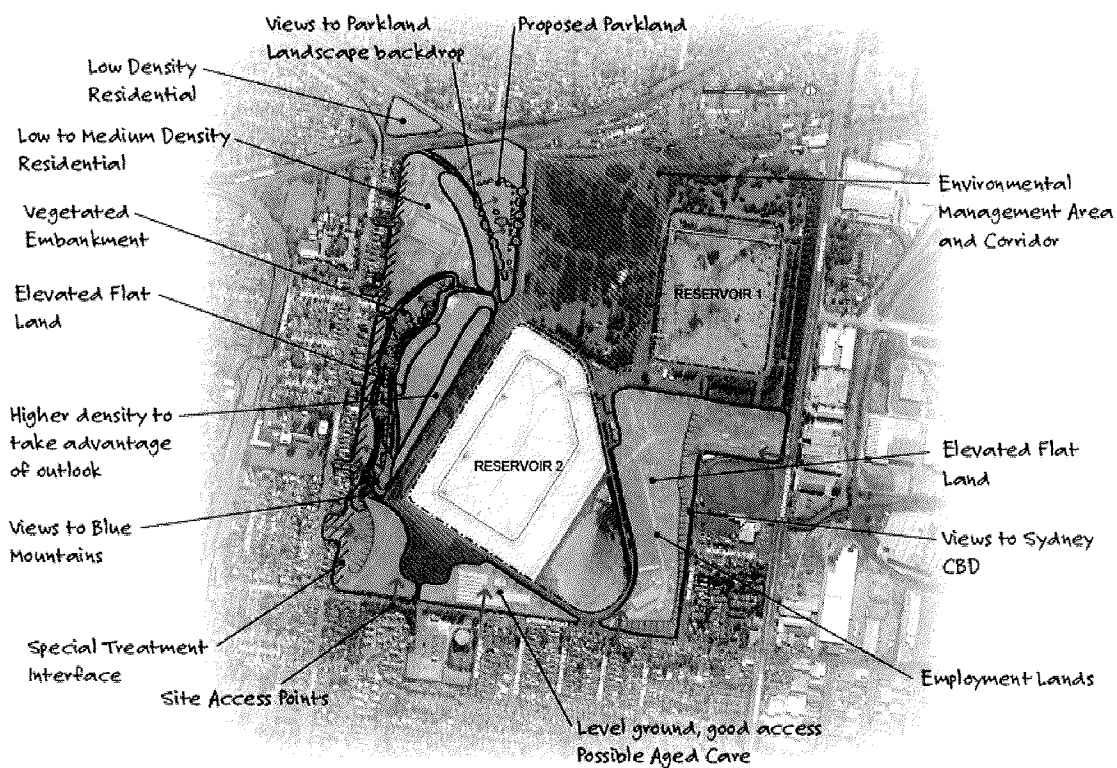 Views to Parkland
Landscape backdrop
Proposed Parkland
Low Density
Residential
Low to Medium Density
Residential
Vegetated
Embankment
Elevated Flat
Land
Higher density to
take advantage
of outlook
Views to Blue
Mountains
Special Treatment
Interface
Site Access Points
Level ground, good access
Possible Aged Care
Environmental
Management Area
and Corridor
RESERVOIR 1
RESERVOIR 2
Elevated Flat
Land
Views to Sydney
CBD
Employment Lands